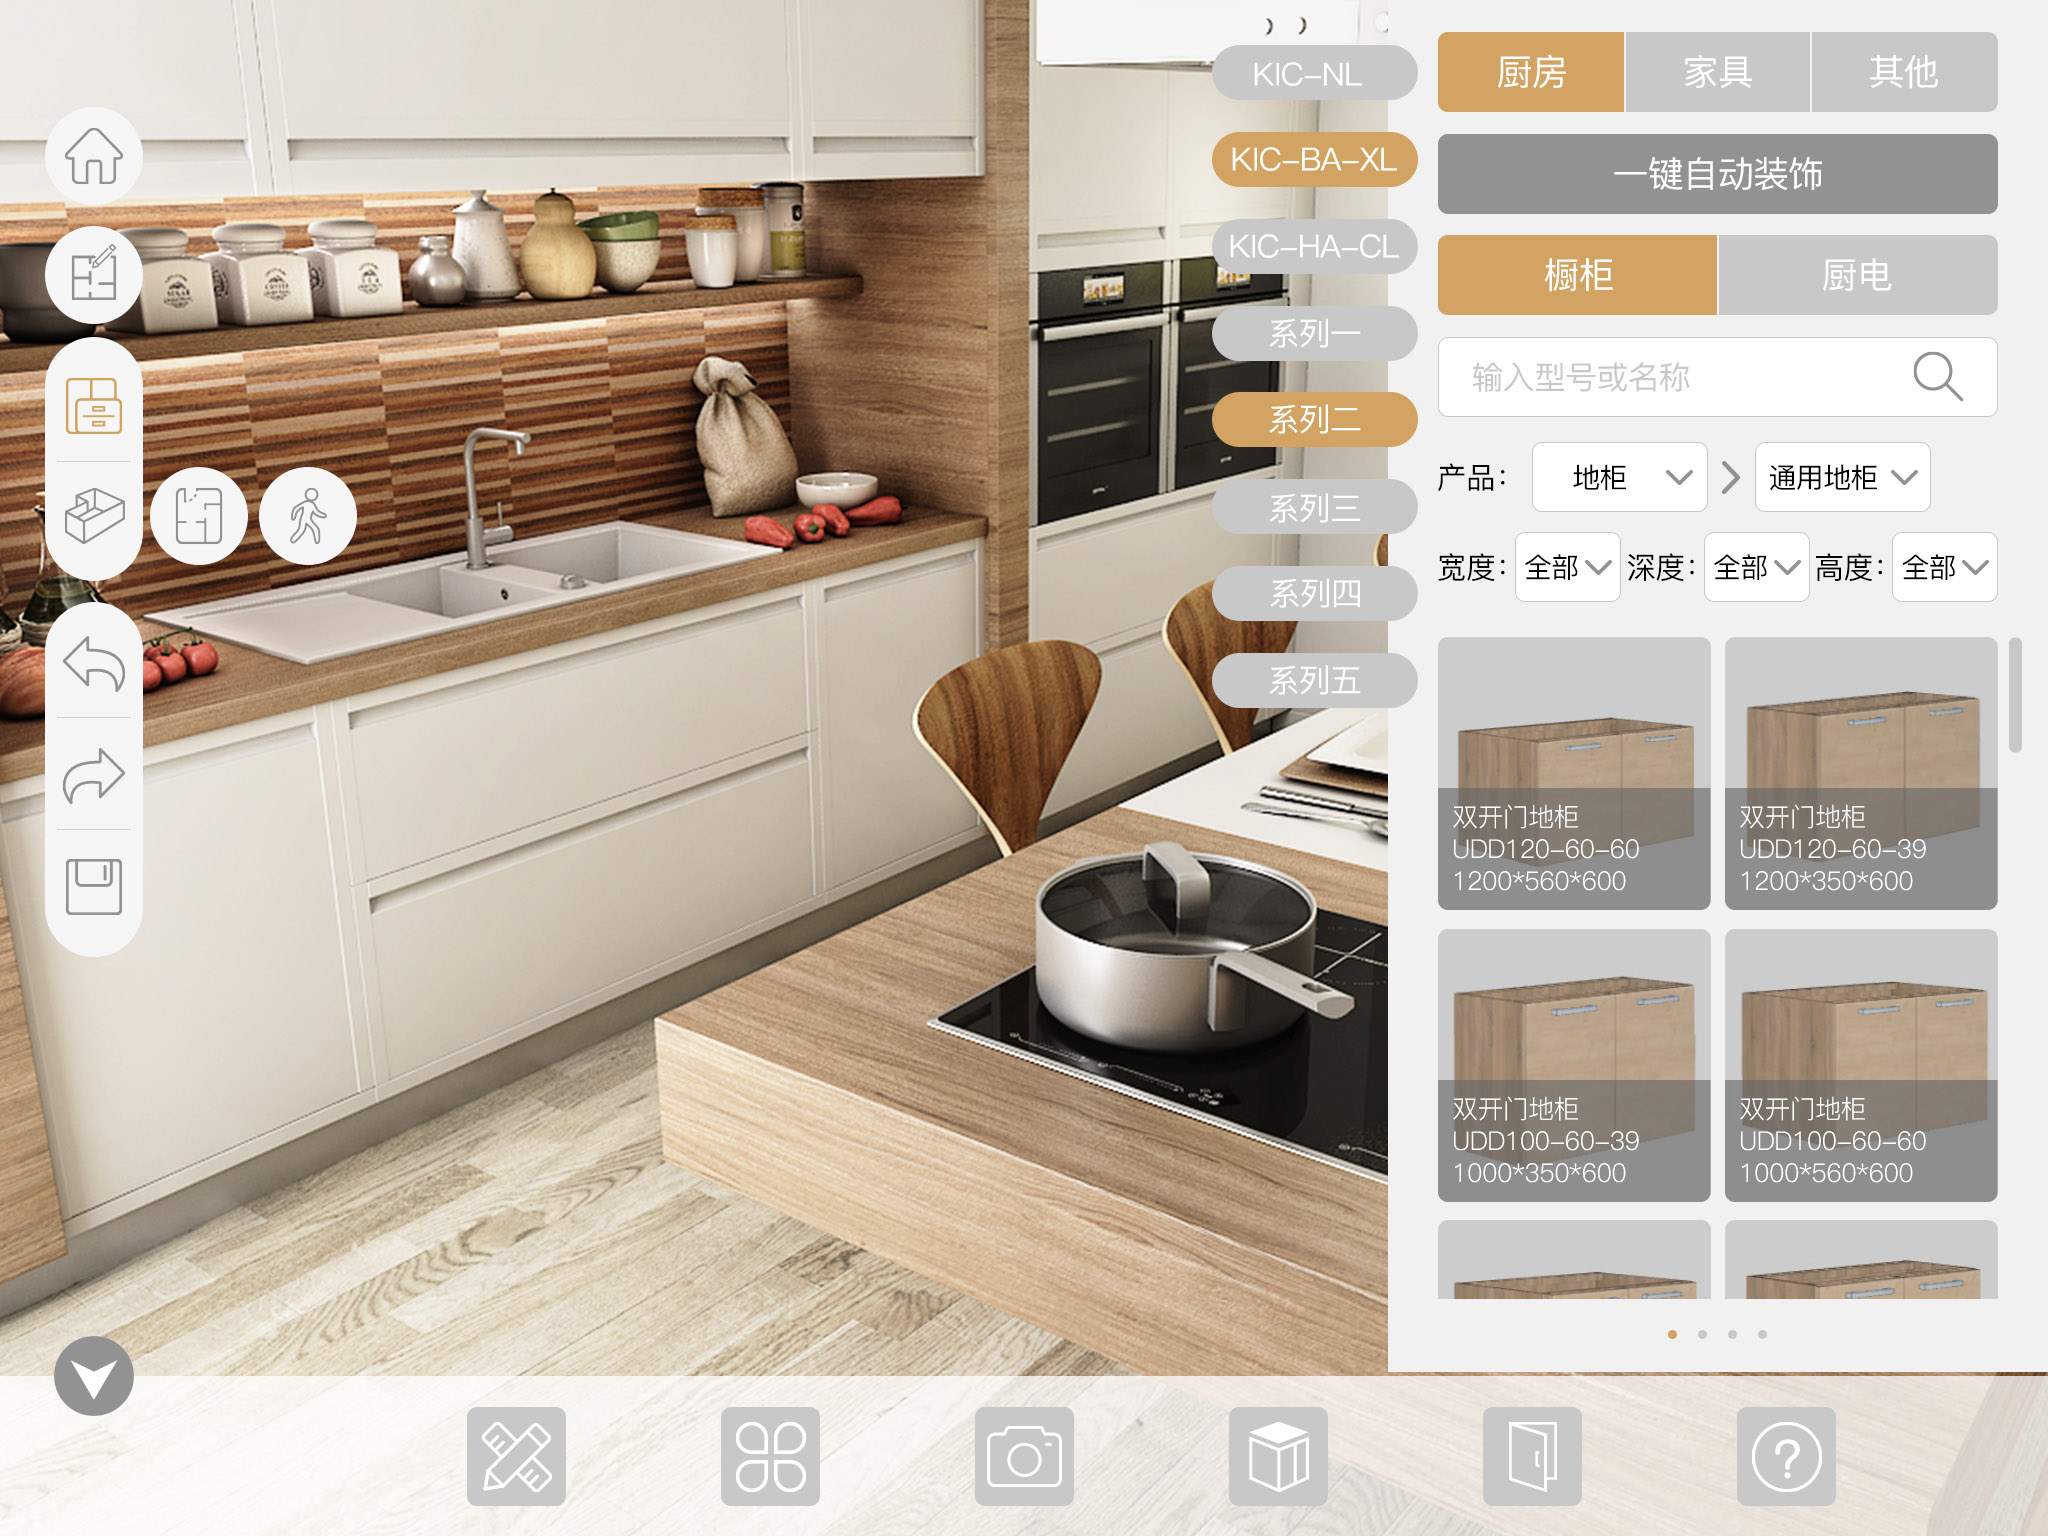 KIC-NL
KIC-BA-XL
KIC-HA-CL
系列一
系列二
系列三
系列四
系列五
厨房
家具
其他
一键自动装饰
橱柜
厨电
输入型号或名称
产品：
地柜
通用地柜
宽度：
全部
深度：
全部
高度：
全部
双开门地柜
UDD120-60-60
1200*560*600
双开门地柜
UDD120-60-39
1200*350*600
双开门地柜
UDD100-60-39
1000*350*600
双开门地柜
UDD100-60-60
1000*560*600